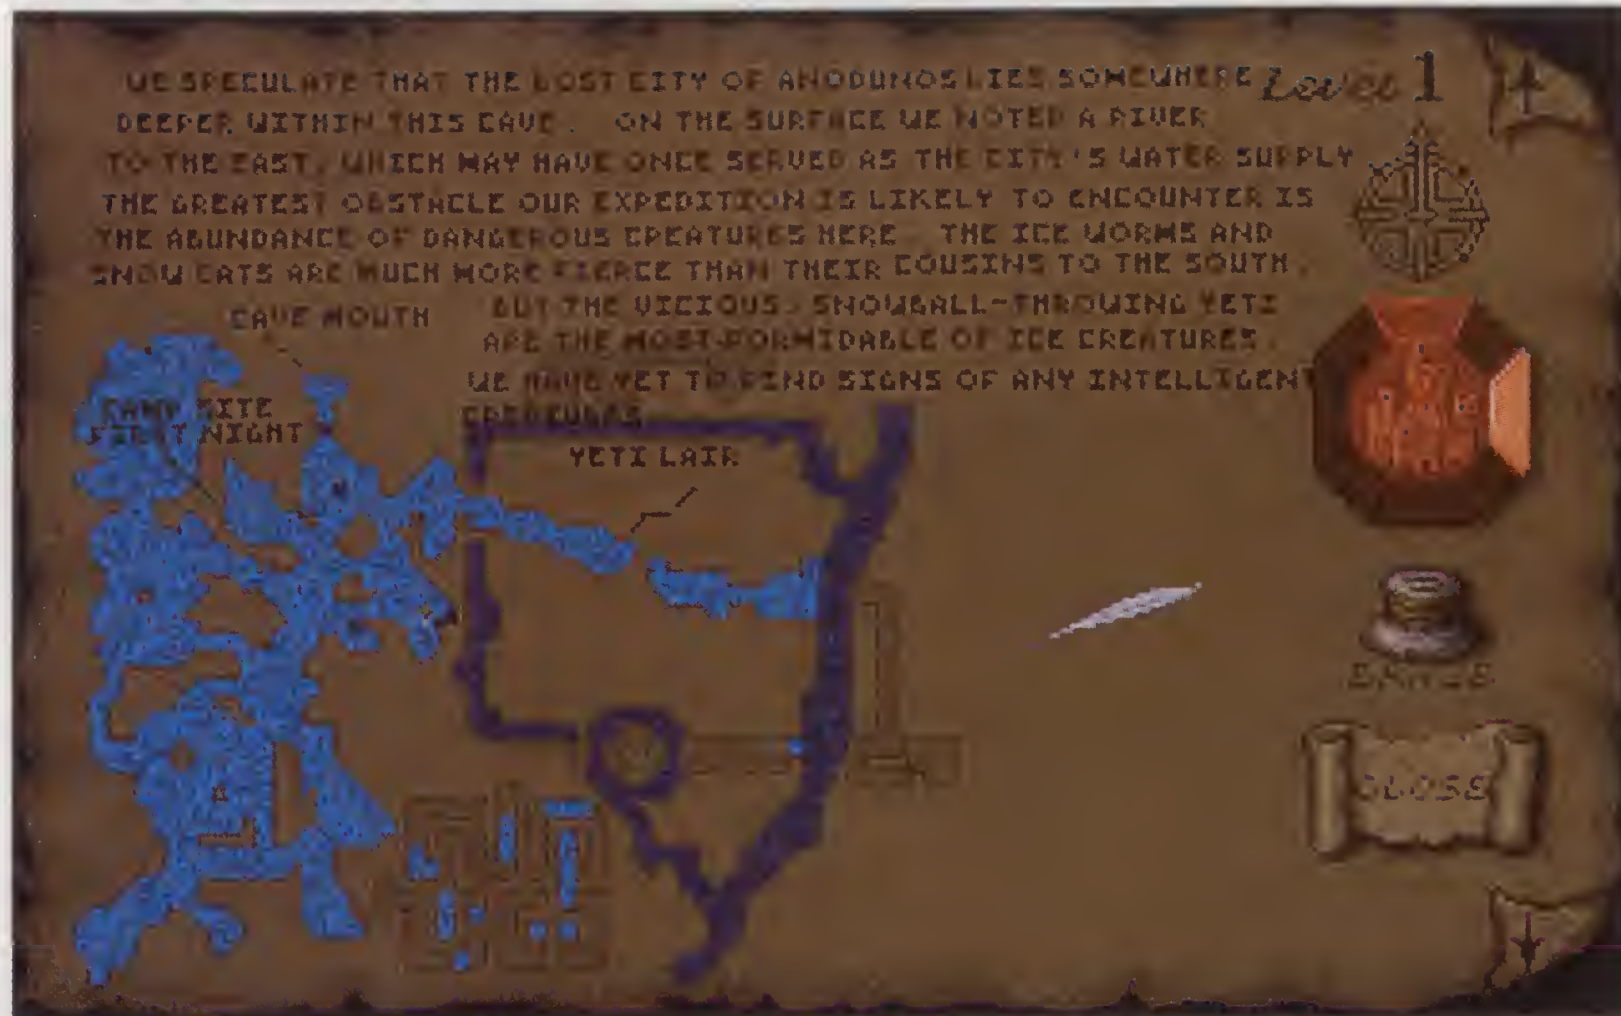 WE SPECULATE THAT THE LOST CITY OF ANODUNOS LIES SOMEWHERE
Level 1
DEEPER WITHIN THIS CAVE. ON THE SURFACE WE NOTED A RIVER
TO THE EAST, WHICH MAY HAVE ONCE SERVED AS THE CITY'S WATER SUPPLY
THE GREATEST OBSTACLE OUR EXPEDITION IS LIKELY TO ENCOUNTER IS
THE ABUNDANCE OF DANGEROUS CREATURES HERE. THE ICE WORMS AND
SNOW CATS ARE MUCH MORE FIERCE THAN THEIR COUSINS TO THE SOUTH.
BUT THE VICIOUS, SNOWBALL-THROWING YETI
ARE THE MOST FORMIDABLE OF ICE CREATURES.
WE HAVE YET TO FIND SIGNS OF ANY INTELLIGENT
CREATURES
CAVE MOUTH
CAMP SITE
FIRST NIGHT
YETI LAIR
ERASE
CLOSE